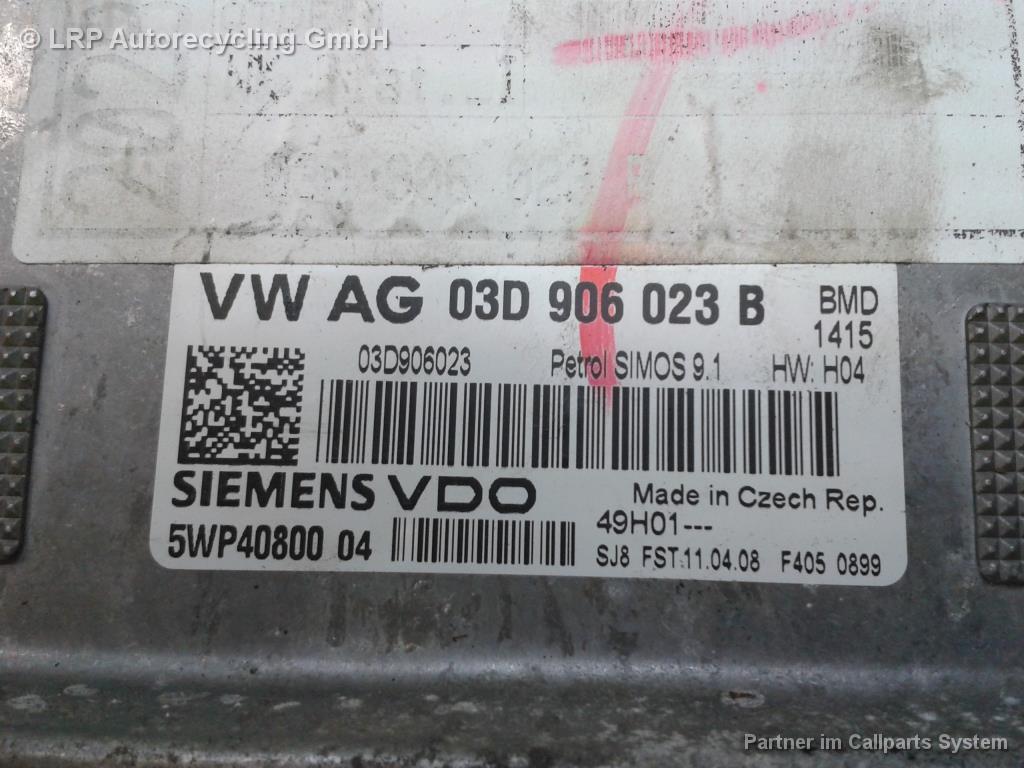 © LRP Autorecycling GmbH
VW AG 03D 906 023 B BMD
1415
03D906023 Petrol SIMOS 9.1 HW: H04
SIEMENS VDO Made in Czech Rep.
5WP40800 04 49H01---
SJ8 FST:11.04.08 F405 0899
Partner im Callparts System